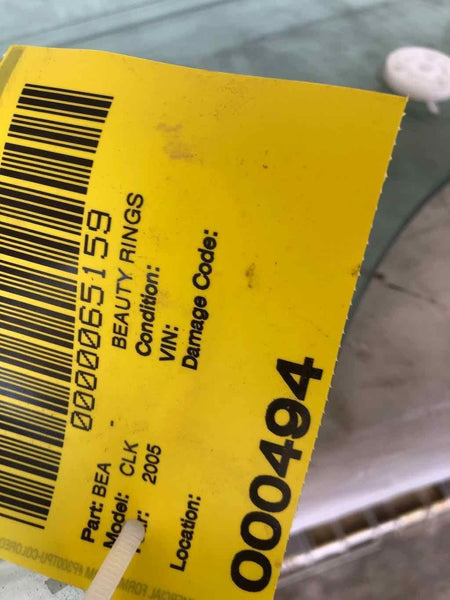 0000065159
Part: BEA - BEAUTY RINGS
Model: CLK Condition:
2005 VIN:
Damage Code:
Location:
000494